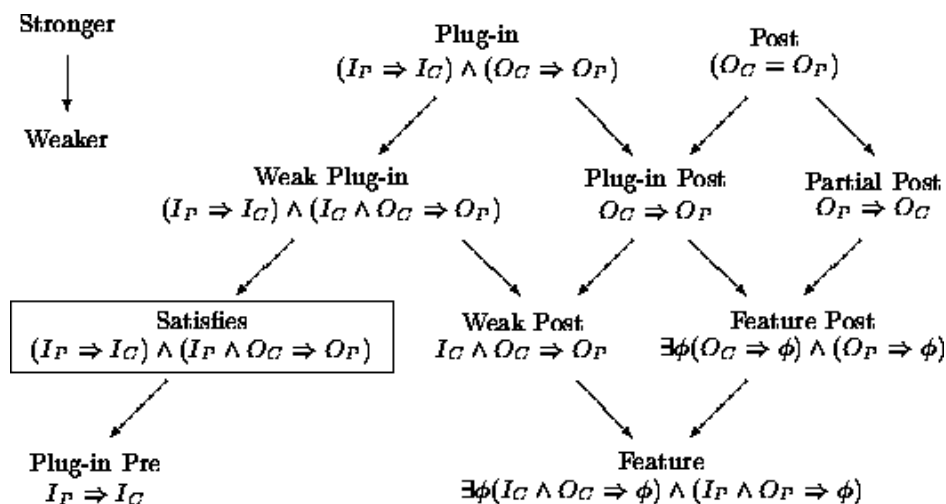 Stronger
Weaker
Plug-in
(I_P ⇒ I_C) ∧ (O_C ⇒ O_P)
Post
(O_C = O_P)
Weak Plug-in
(I_P ⇒ I_C) ∧ (I_C ∧ O_C ⇒ O_P)
Plug-in Post
O_C ⇒ O_P
Partial Post
O_P ⇒ O_C
Satisfies
(I_P ⇒ I_C) ∧ (I_P ∧ O_C ⇒ O_P)
Weak Post
I_C ∧ O_C ⇒ O_P
Feature Post
∃ϕ(O_C ⇒ ϕ) ∧ (O_P ⇒ ϕ)
Plug-in Pre
I_P ⇒ I_C
Feature
∃ϕ(I_C ∧ O_C ⇒ ϕ) ∧ (I_P ∧ O_P ⇒ ϕ)